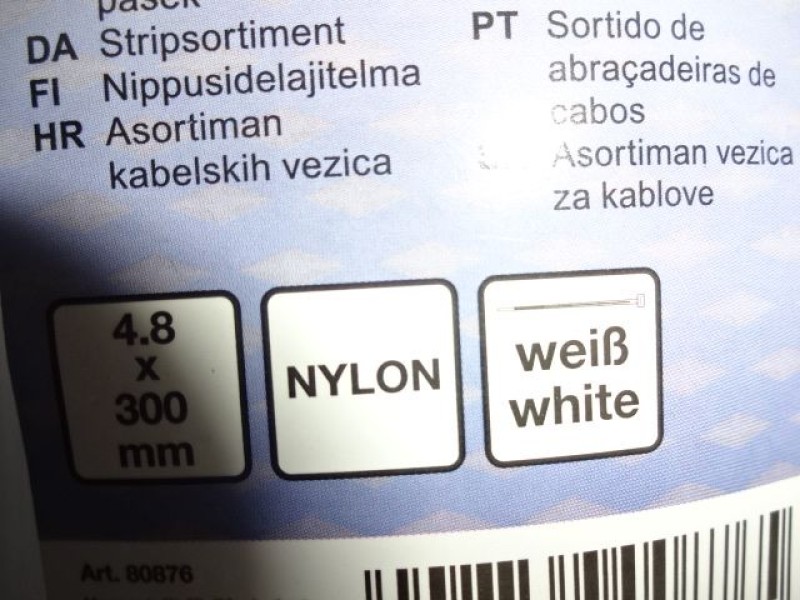 pasek
DA Stripsortiment
FI Nippusidelajitelma
HR Asortiman
kabelskih vezica
PT Sortido de
abraçadeiras de
cabos
Asortiman vezica
za kablove
4.8
x
300
mm
NYLON
weiß
white
Art. 80876